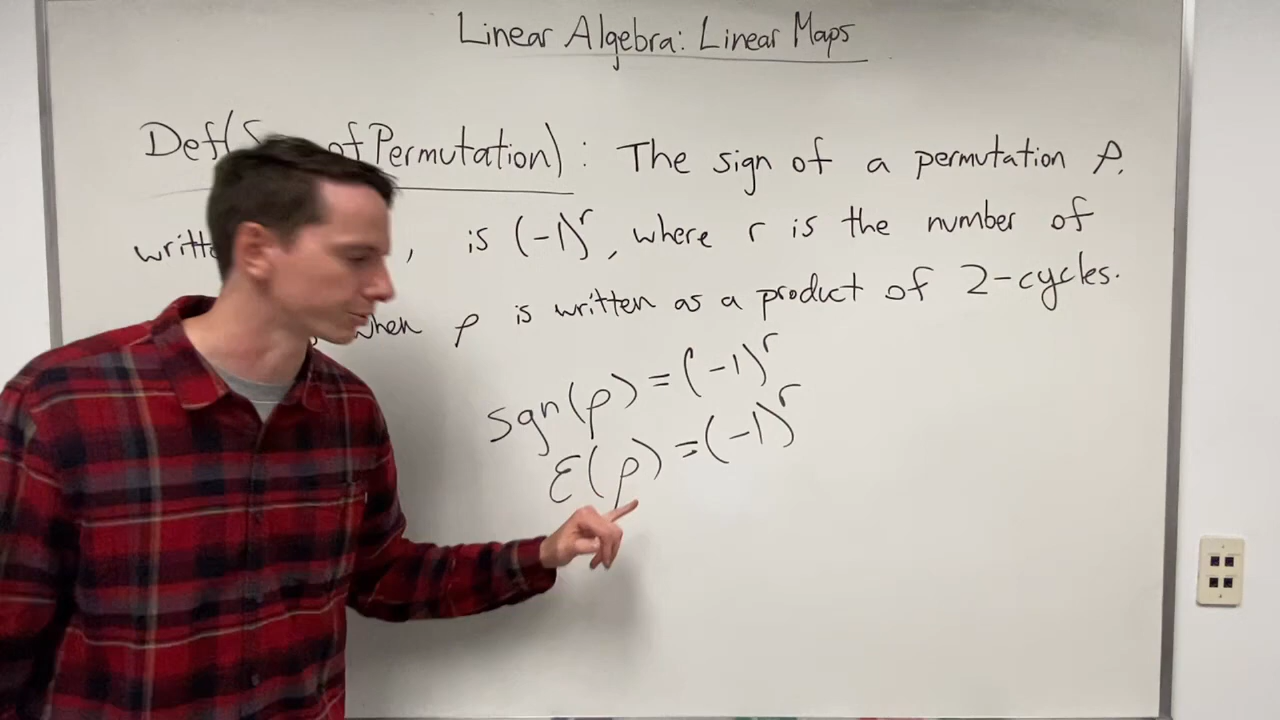 Linear Algebra: Linear Maps
Def( of Permutation) : The sign of a permutation ρ,
, is (-1)^r, where r is the number of
when ρ is written as a product of 2-cycles.
sgn(ρ) = (-1)^r
ε(ρ) = (-1)^r